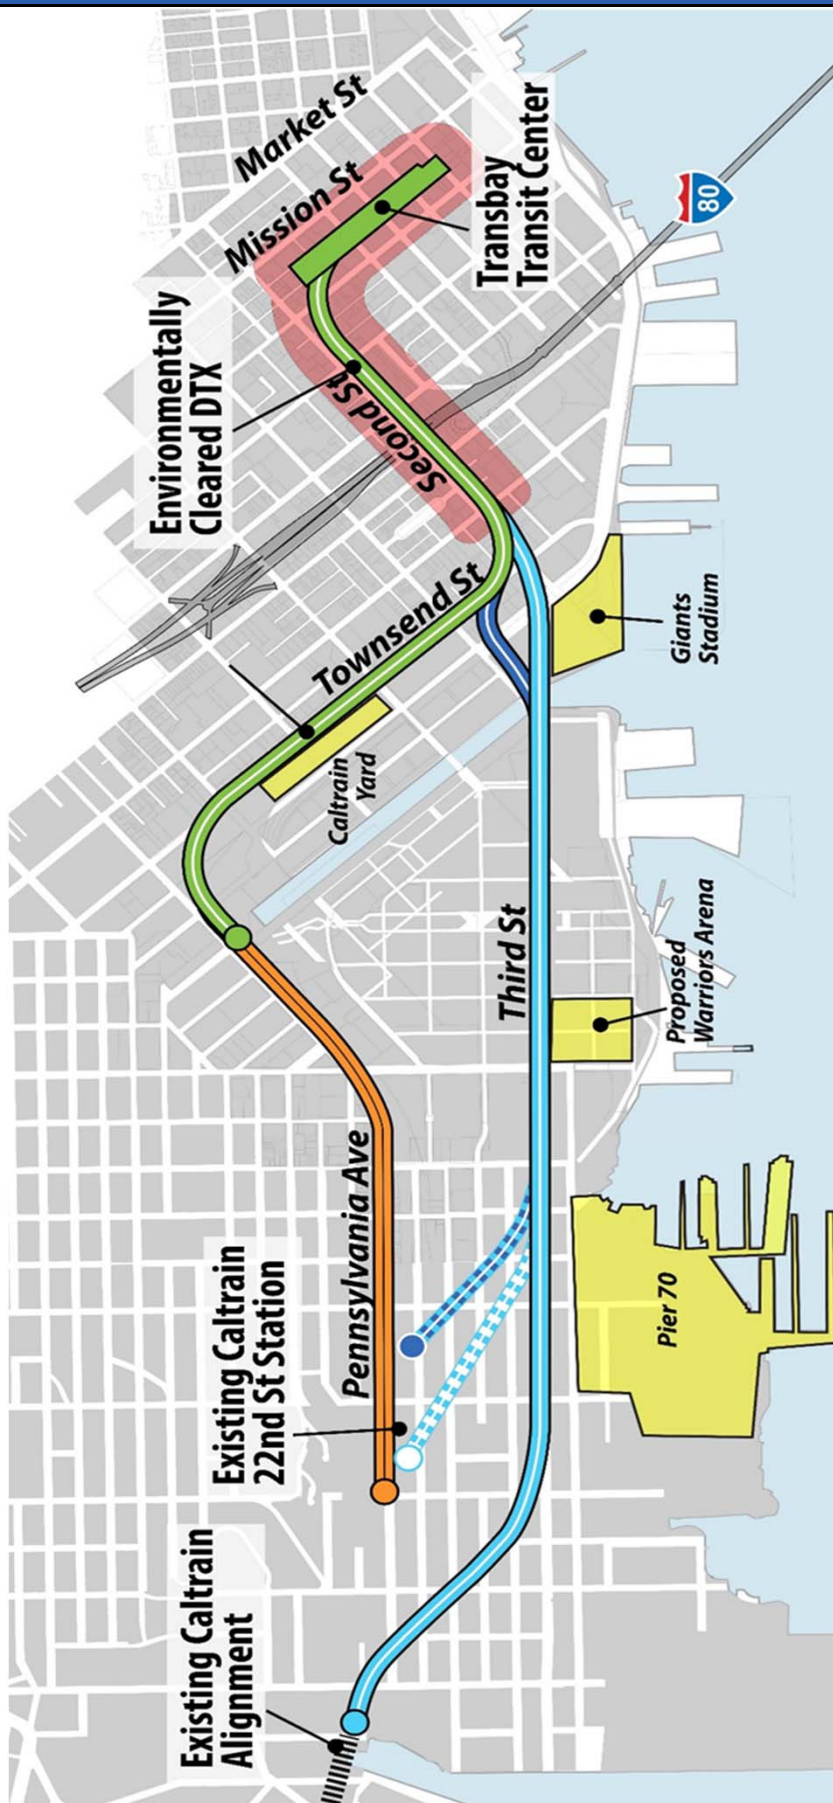 Market St
Mission St
Transbay
Transit Center
80
Environmentally
Cleared DTX
Second St
Townsend St
Giants
Stadium
Caltrain
Yard
Third St
Proposed
Warriors Arena
Pennsylvania Ave
Existing Caltrain
22nd St Station
Pier 70
Existing Caltrain
Alignment